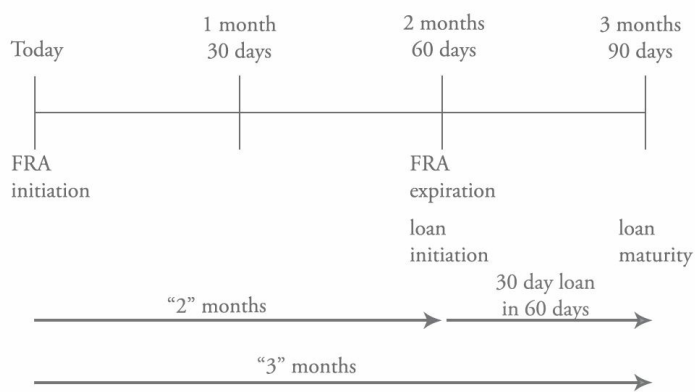 Today
1 month
30 days
2 months
60 days
3 months
90 days
FRA
initiation
FRA
expiration
loan
initiation
loan
maturity
30 day loan
in 60 days
“2” months
“3” months